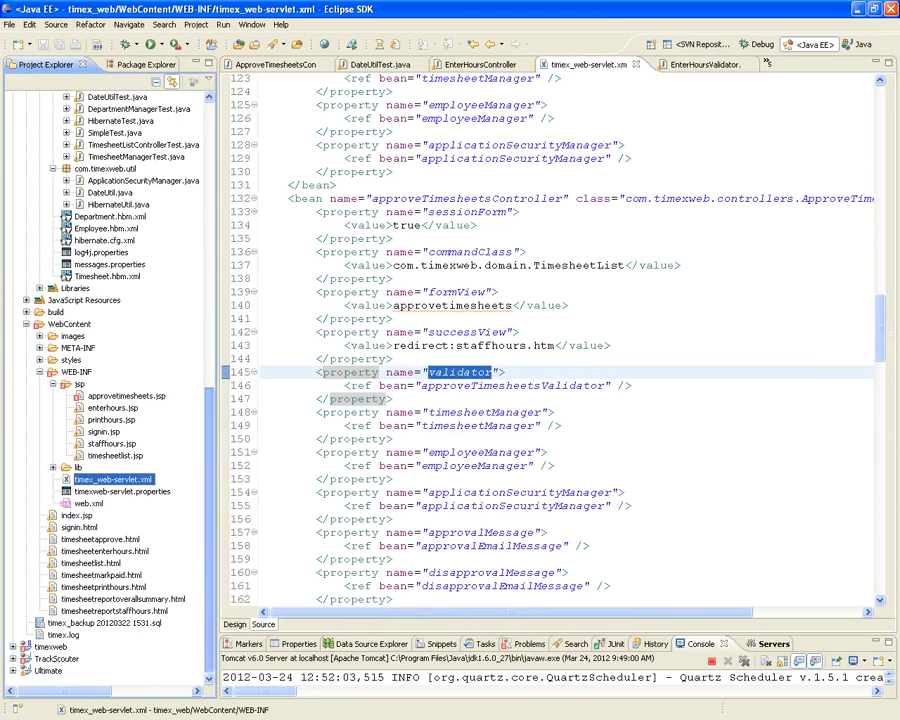 <Java EE> - timex_web/WebContent/WEB-INF/timex_web-servlet.xml - Eclipse SDK
File Edit Source Refactor Navigate Search Project Run Window Help
<SVN Reposit... Debug <Java EE> Java
Project Explorer Package Explorer
ApproveTimesheetsCon DateUtilTest.java EnterHoursController timex_web-servlet.xm EnterHoursValidator.
DateUtilTest.java
DepartmentManagerTest.java
HibernateTest.java
SimpleTest.java
TimesheetListControllerTest.java
TimesheetManagerTest.java
com.timexweb.util
ApplicationSecurityManager.java
DateUtil.java
HibernateUtil.java
Department.hbm.xml
Employee.hbm.xml
hibernate.cfg.xml
log4j.properties
messages.properties
Timesheet.hbm.xml
Libraries
JavaScript Resources
build
WebContent
images
META-INF
styles
WEB-INF
jsp
approvetimesheets.jsp
enterhours.jsp
printhours.jsp
signin.jsp
staffhours.jsp
timesheetlist.jsp
lib
timex_web-servlet.xml
timexweb-servlet.properties
web.xml
index.jsp
signin.html
timesheetapprove.html
timesheetenterhours.html
timesheetlist.html
timesheetmarkpaid.html
timesheetprinthours.html
timesheetreportoverallsummary.html
timesheetreportstaffhours.html
timex_backup 20120322 1531.sql
timex.log
timexweb
TrackScouter
Ultimate
123 <ref bean="timesheetManager" />
124 </property>
125 <property name="employeeManager">
126 <ref bean="employeeManager" />
127 </property>
128 <property name="applicationSecurityManager">
129 <ref bean="applicationSecurityManager" />
130 </property>
131 </bean>
132 <bean name="approveTimesheetsController" class="com.timexweb.controllers.ApproveTime
133 <property name="sessionForm">
134 <value>true</value>
135 </property>
136 <property name="commandClass">
137 <value>com.timexweb.domain.TimesheetList</value>
138 </property>
139 <property name="formView">
140 <value>approvetimesheets</value>
141 </property>
142 <property name="successView">
143 <value>redirect:staffhours.htm</value>
144 </property>
145 <property name="validator">
146 <ref bean="approveTimesheetsValidator" />
147 </property>
148 <property name="timesheetManager">
149 <ref bean="timesheetManager" />
150 </property>
151 <property name="employeeManager">
152 <ref bean="employeeManager" />
153 </property>
154 <property name="applicationSecurityManager">
155 <ref bean="applicationSecurityManager" />
156 </property>
157 <property name="approvalMessage">
158 <ref bean="approvalEmailMessage" />
159 </property>
160 <property name="disapprovalMessage">
161 <ref bean="disapprovalEmailMessage" />
162 </property>
Design Source
Markers Properties Data Source Explorer Snippets Tasks Problems Search JUnit History Console Servers
Tomcat v6.0 Server at localhost [Apache Tomcat] C:\Program Files\Java\jdk1.6.0_27\bin\javaw.exe (Mar 24, 2012 9:49:00 AM)
2012-03-24 12:52:03,515 INFO [org.quartz.core.QuartzScheduler] - Quartz Scheduler v.1.5.1 crea
timex_web-servlet.xml - timex_web/WebContent/WEB-INF